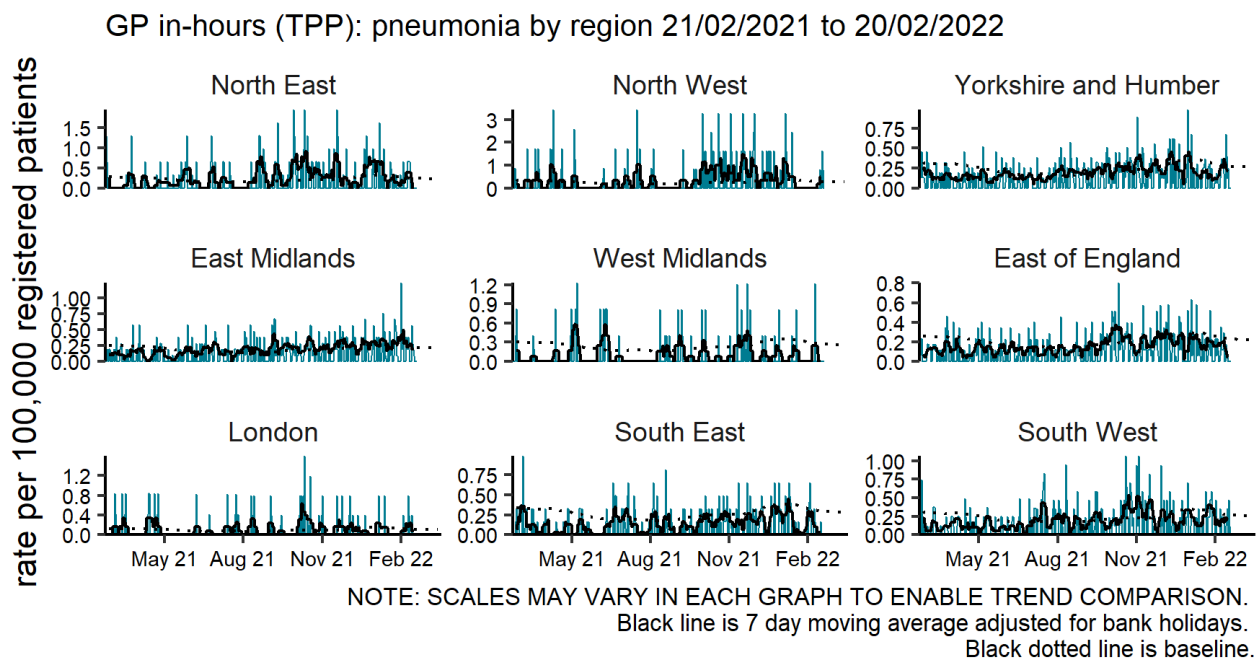 GP in-hours (TPP): pneumonia by region 21/02/2021 to 20/02/2022
rate per 100,000 registered patients
North East
1.5
1.0
0.5
0.0
North West
3
2
1
0
Yorkshire and Humber
0.75
0.50
0.25
0.00
East Midlands
1.00
0.75
0.50
0.25
0.00
West Midlands
1.2
0.9
0.6
0.3
0.0
East of England
0.8
0.6
0.4
0.2
0.0
London
1.2
0.8
0.4
0.0
South East
0.75
0.50
0.25
0.00
South West
1.00
0.75
0.50
0.25
0.00
May 21 Aug 21 Nov 21 Feb 22
May 21 Aug 21 Nov 21 Feb 22
May 21 Aug 21 Nov 21 Feb 22
NOTE: SCALES MAY VARY IN EACH GRAPH TO ENABLE TREND COMPARISON.
Black line is 7 day moving average adjusted for bank holidays.
Black dotted line is baseline.